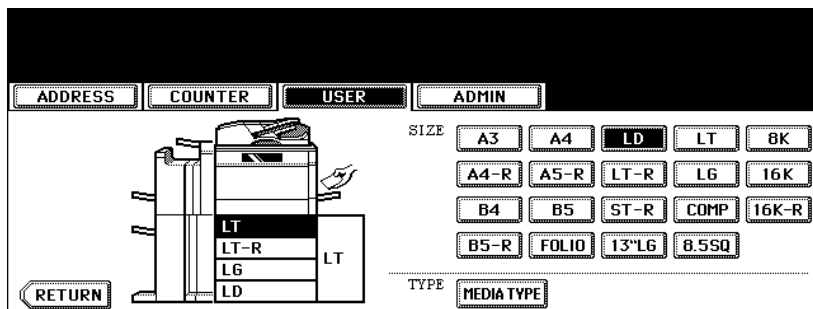 ADDRESS COUNTER USER ADMIN
SIZE A3 A4 LD LT 8K
A4-R A5-R LT-R LG 16K
B4 B5 ST-R COMP 16K-R
B5-R FOLIO 13"LG 8.5SQ
LT
LT-R
LG
LD
LT
TYPE MEDIA TYPE
RETURN